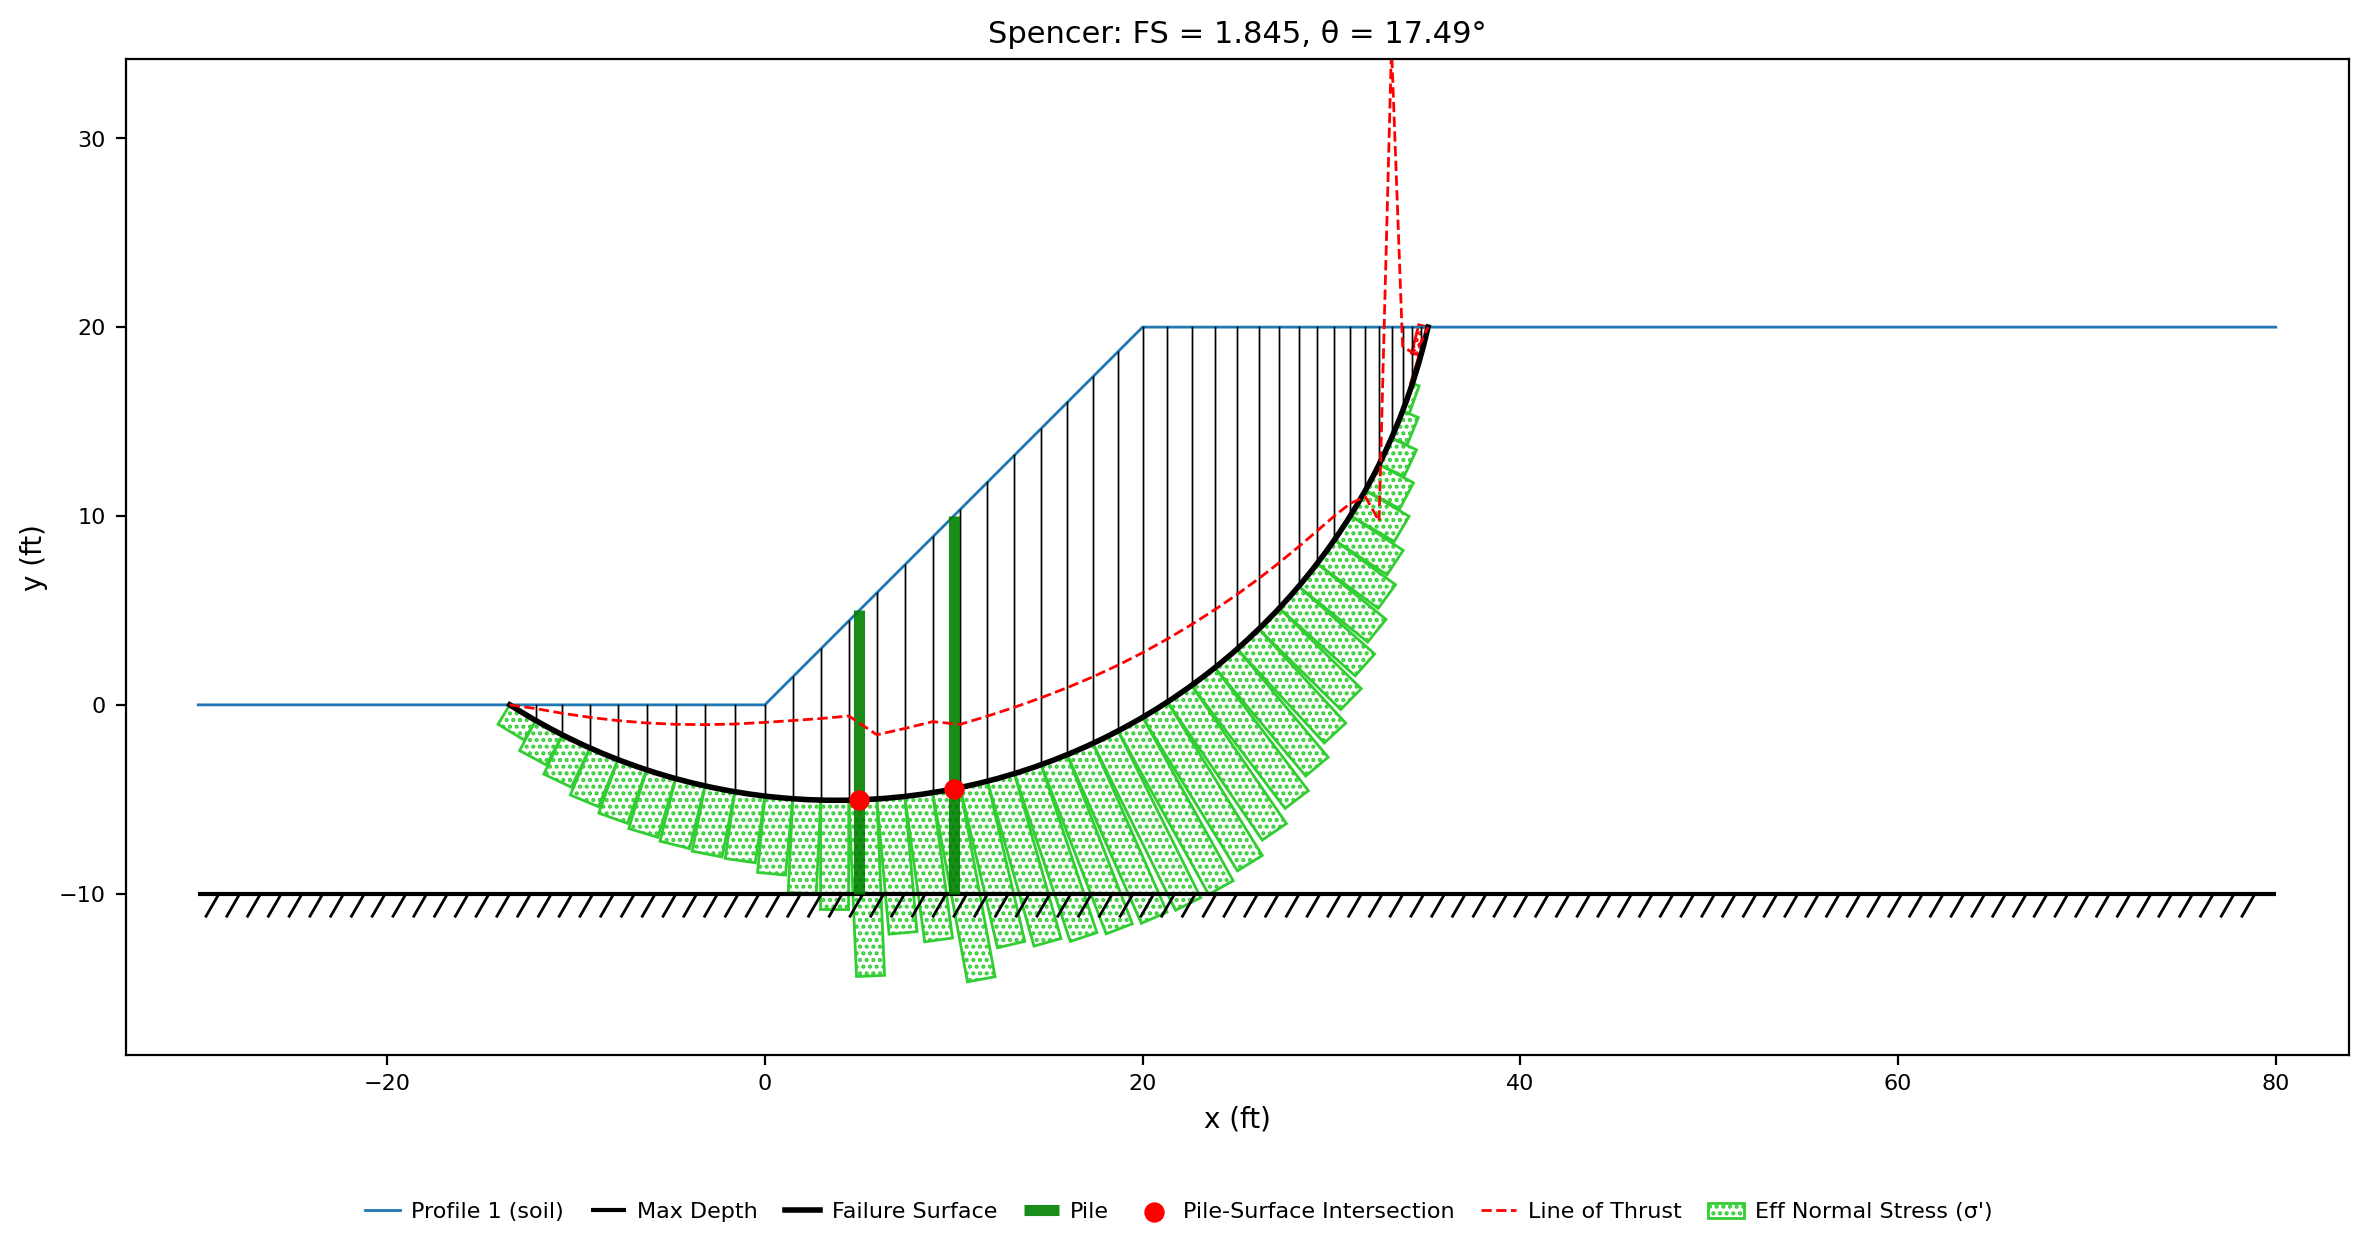 Spencer: FS = 1.845, θ = 17.49°
30
20
10
0
−10
y (ft)
−20
0
20
40
60
80
x (ft)
Profile 1 (soil)
Max Depth
Failure Surface
Pile
Pile-Surface Intersection
Line of Thrust
Eff Normal Stress (σ')